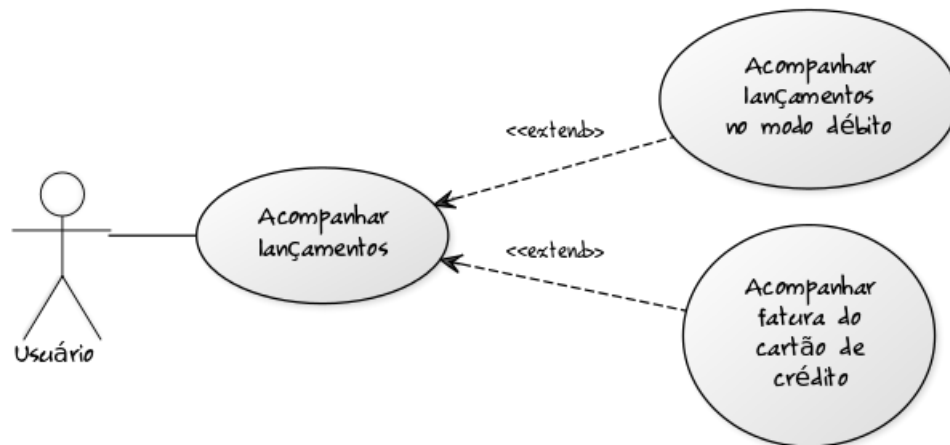 Acompanhar
lançamentos
no modo débito
<<extend>>
Acompanhar
lançamentos
<<extend>>
Acompanhar
fatura do
cartão de
crédito
Usuário